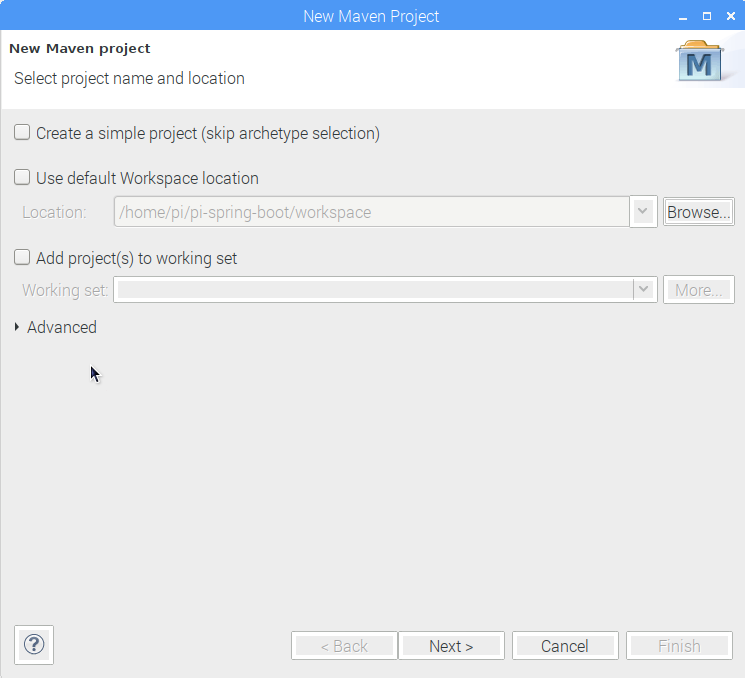 New Maven Project
New Maven project
Select project name and location
M
Create a simple project (skip archetype selection)
Use default Workspace location
Location: /home/pi/pi-spring-boot/workspace Browse...
Add project(s) to working set
Working set: More...
Advanced
? < Back Next > Cancel Finish